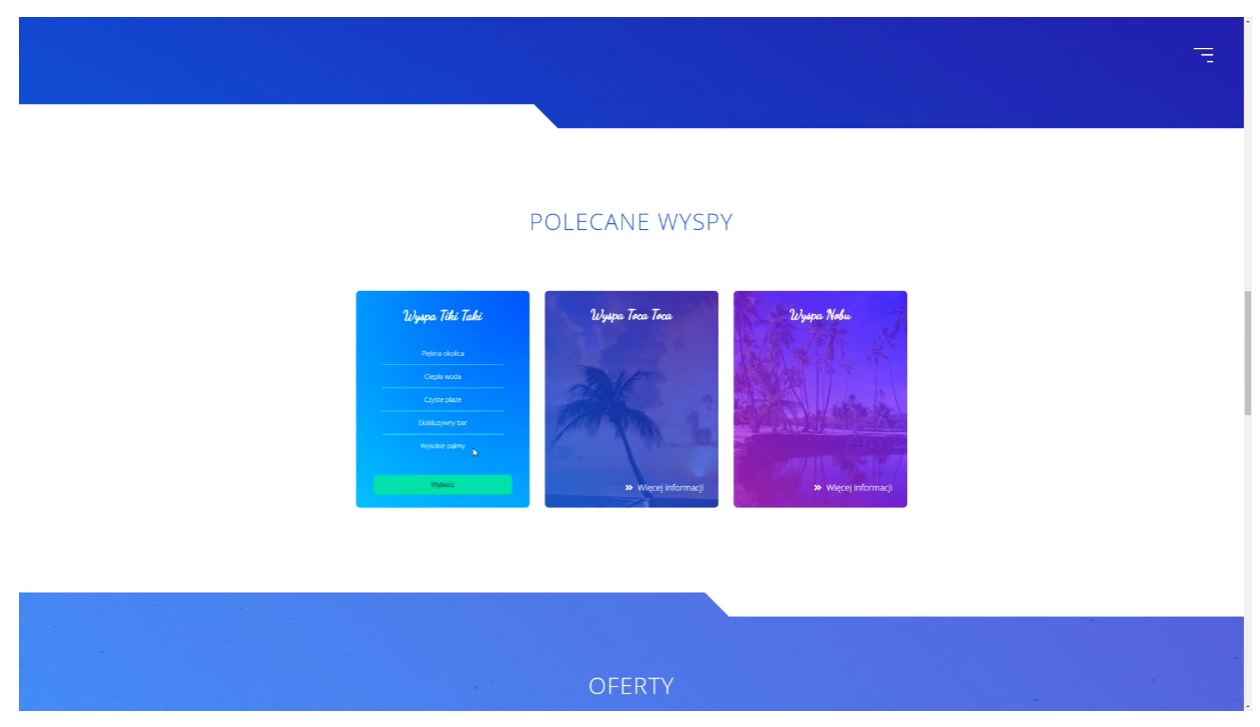 POLECANE WYSPY
Wyspa Tiki Taki
Piękna okolica
Ciepła woda
Czyste plaże
Ekskluzywny bar
Wysokie palmy
Wybierz
Wyspa Toca Toca
Więcej informacji
Wyspa Nobu
Więcej informacji
OFERTY